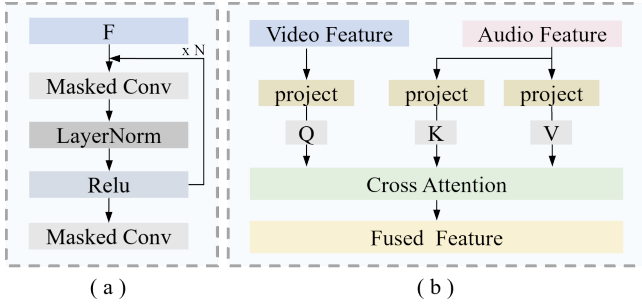 F
x N
Masked Conv
LayerNorm
Relu
Masked Conv
( a )
Video Feature
Audio Feature
project
project
project
Q
K
V
Cross Attention
Fused Feature
( b )